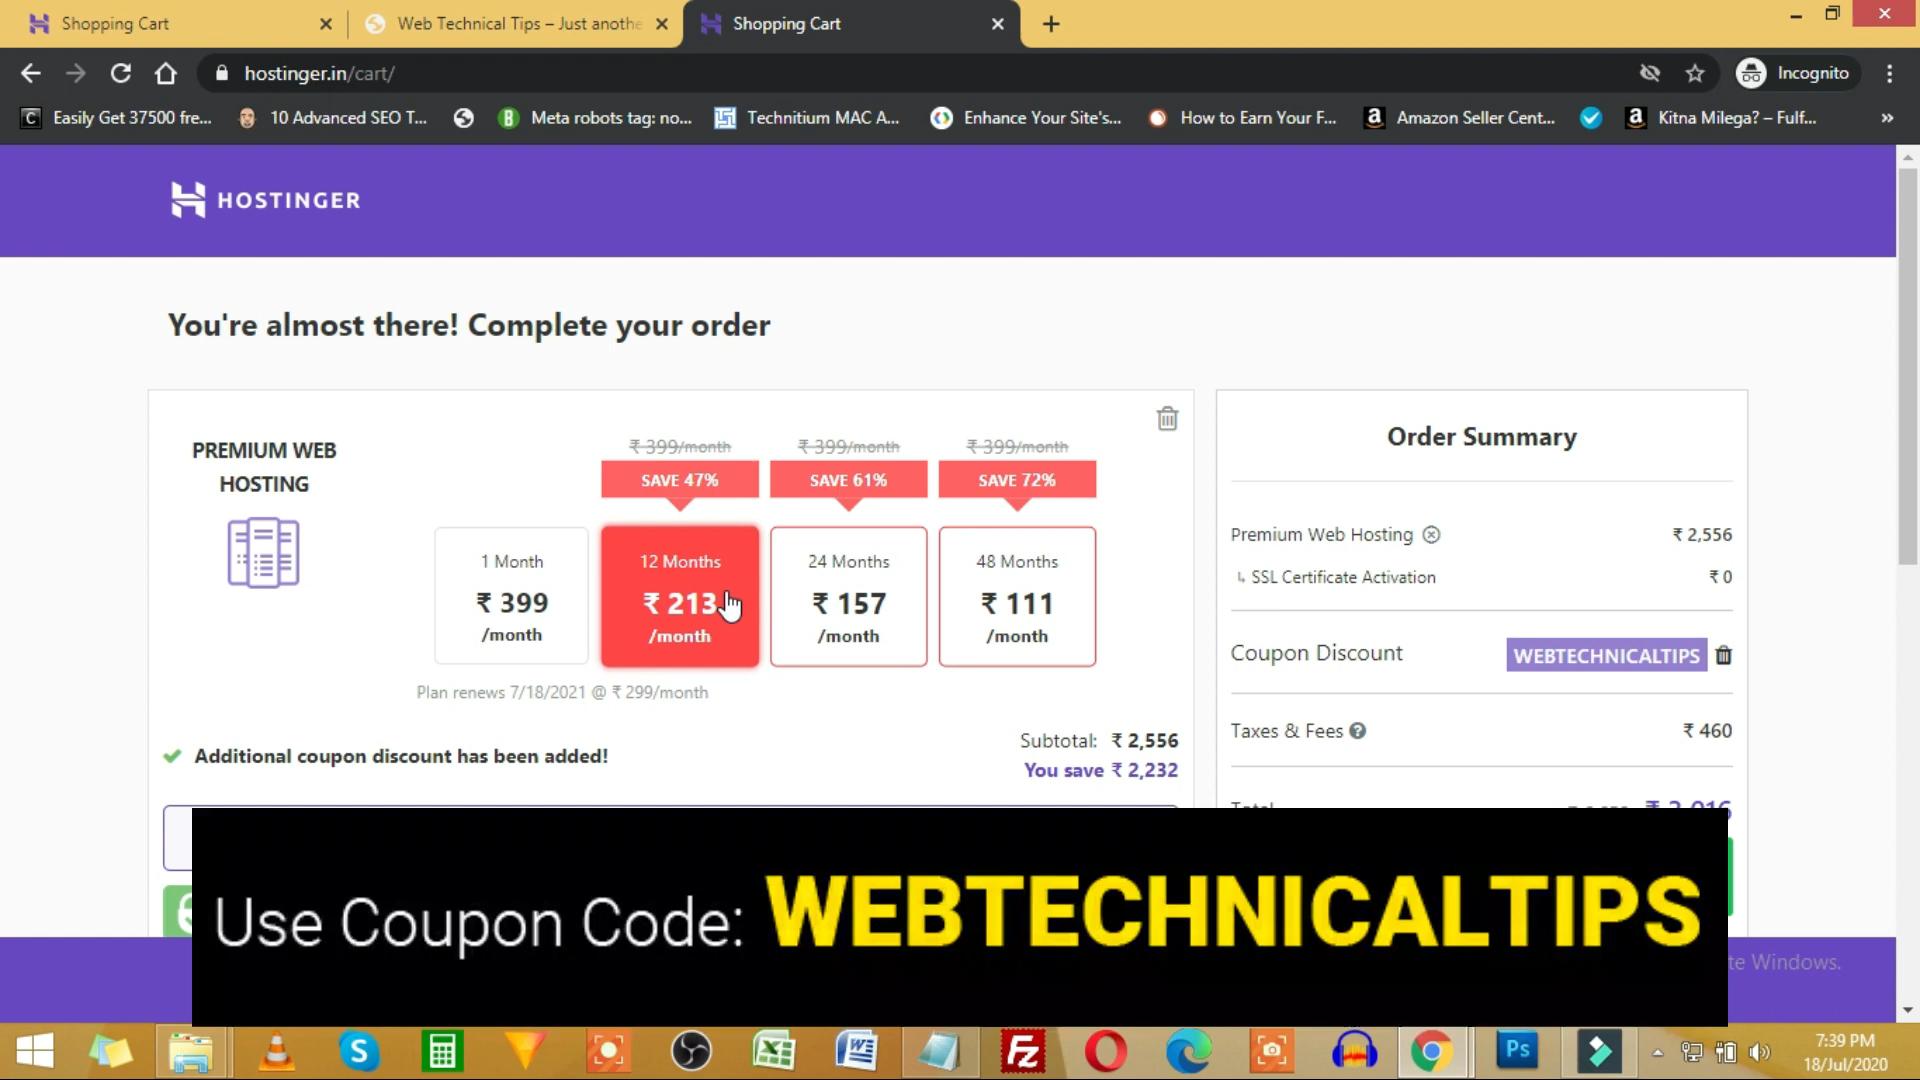 Shopping Cart
Web Technical Tips – Just anothe
Shopping Cart
hostinger.in/cart/
Incognito
Easily Get 37500 fre...
10 Advanced SEO T...
Meta robots tag: no...
Technitium MAC A...
Enhance Your Site's...
How to Earn Your F...
Amazon Seller Cent...
Kitna Milega? – Fulf...
HOSTINGER
You're almost there! Complete your order
PREMIUM WEB
HOSTING
₹ 399/month
₹ 399/month
₹ 399/month
SAVE 47%
SAVE 61%
SAVE 72%
1 Month
₹ 399
/month
12 Months
₹ 213
/month
24 Months
₹ 157
/month
48 Months
₹ 111
/month
Plan renews 7/18/2021 @ ₹ 299/month
Additional coupon discount has been added!
Subtotal: ₹ 2,556
You save ₹ 2,232
Order Summary
Premium Web Hosting ₹ 2,556
↳ SSL Certificate Activation ₹ 0
Coupon Discount WEBTECHNICALTIPS
Taxes & Fees ₹ 460
Use Coupon Code: WEBTECHNICALTIPS
te Windows.
Ps
7:39 PM
18/Jul/2020